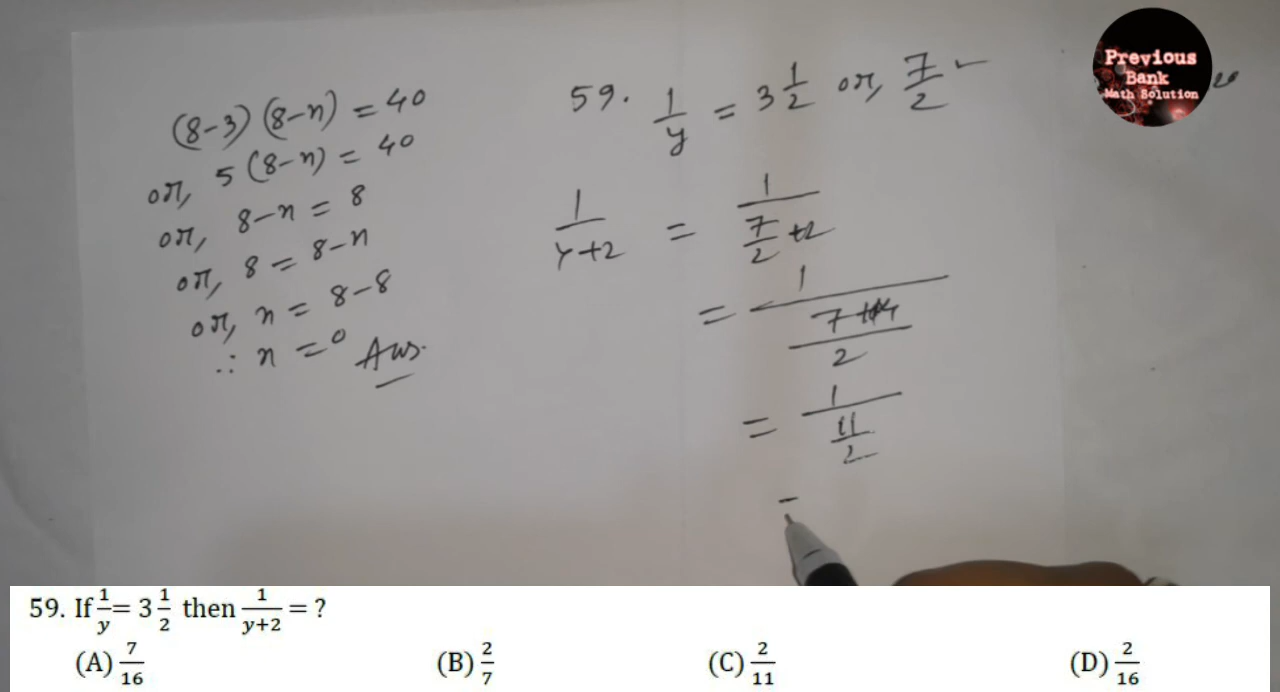 (8-3) (8-n) = 40
or, 5 (8-n) = 40
or, 8-n = 8
or, 8 = 8-n
or, n = 8-8
∴ n = 0 Ans.
59. 1/y = 3 1/2 or, 7/2 ✓
1/(y+2) = 1/(7/2 +2)
= 1/((7+4)/2)
= 1/(11/2)
=
Previous
Bank
Math Solution
59. If 1/y = 3 1/2 then 1/(y+2) = ?
(A) 7/16 (B) 2/7 (C) 2/11 (D) 2/16